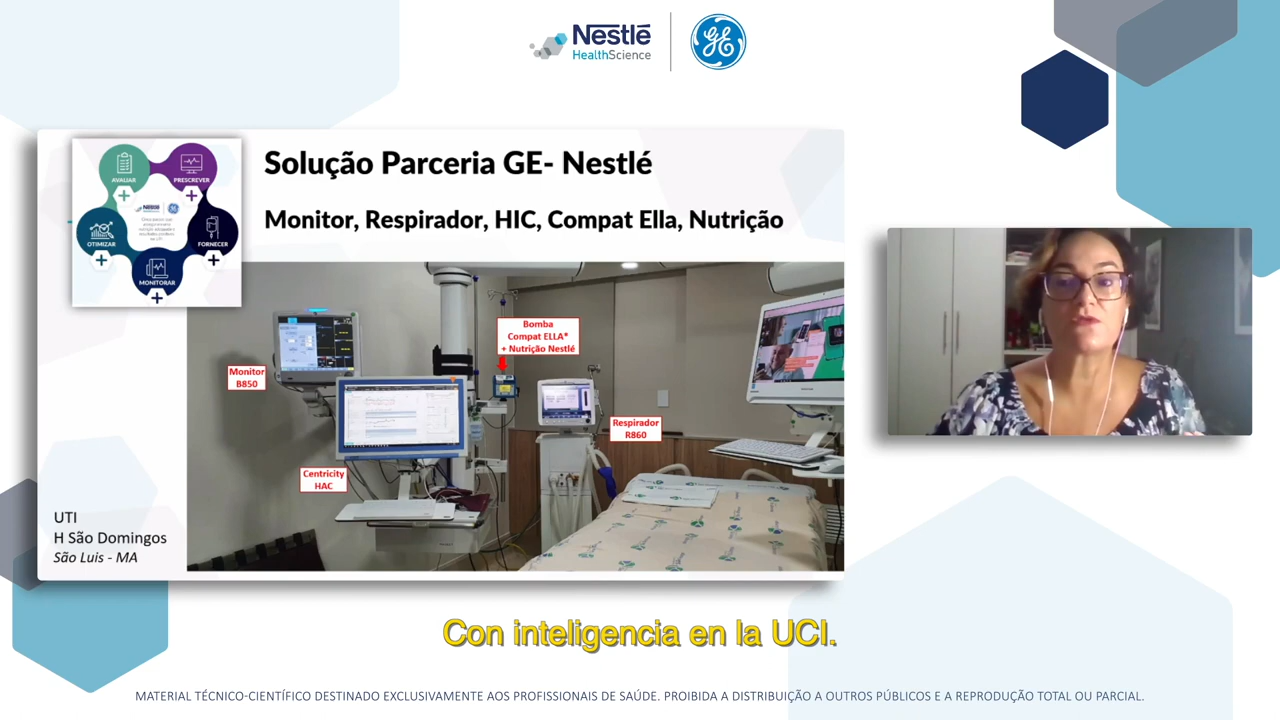 Nestlé
HealthScience
GE
Solução Parceria GE- Nestlé
Monitor, Respirador, HIC, Compat Ella, Nutrição
AVALIAR
PRESCREVER
OTIMIZAR
FORNECER
MONITORAR
Bomba
Compat ELLA®
+ Nutrição Nestlé
Monitor
B850
Respirador
R860
Centricity
HAC
UTI
H São Domingos
São Luis - MA
Con inteligencia en la UCI.
MATERIAL TÉCNICO-CIENTÍFICO DESTINADO EXCLUSIVAMENTE AOS PROFISSIONAIS DE SAÚDE. PROIBIDA A DISTRIBUIÇÃO A OUTROS PÚBLICOS E A REPRODUÇÃO TOTAL OU PARCIAL.